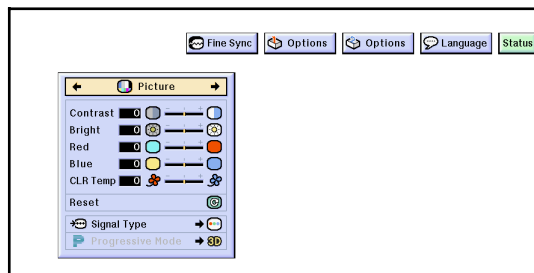 Fine Sync Options Options Language Status
Picture
Contrast 0
Bright 0
Red 0
Blue 0
CLR Temp 0
Reset
Signal Type
P Progressive Mode 3D